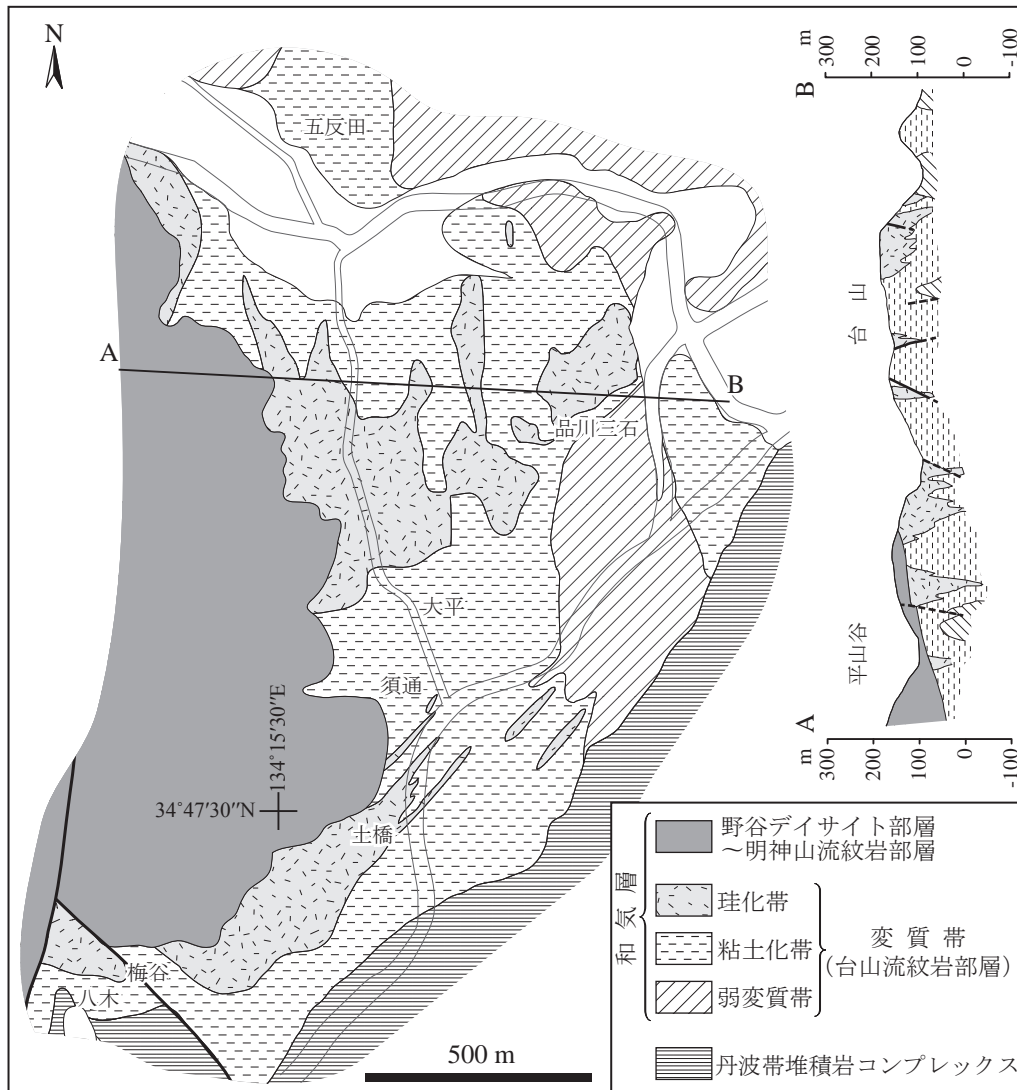 N
五反田
A
B
品川三石
大平
須通
134°15′30″E
34°47′30″N
土橋
梅谷
八木
500 m
m
300
200
100
0
-100
B
台山
平山谷
A
m
300
200
100
0
-100
和気層
野谷デイサイト部層
～明神山流紋岩部層
珪化帯
粘土化帯
弱変質帯
変質帯
(台山流紋岩部層)
丹波帯堆積岩コンプレックス